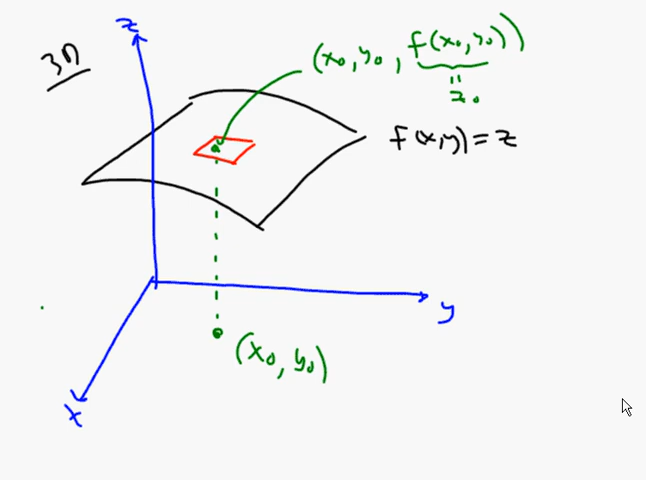 z
3D
(x₀, y₀, f(x₀, y₀))
=
z₀
f(x,y) = z
y
(x₀, y₀)
x